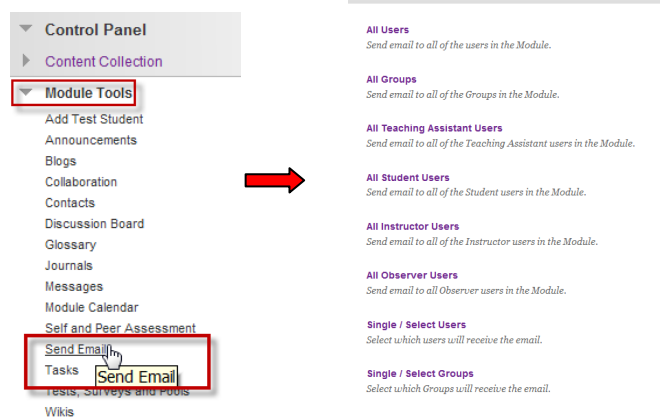 Control Panel
Content Collection
Module Tools
Add Test Student
Announcements
Blogs
Collaboration
Contacts
Discussion Board
Glossary
Journals
Messages
Module Calendar
Self and Peer Assessment
Send Email
Tasks
Send Email
Tests, Surveys and Pools
Wikis
All Users
Send email to all of the users in the Module.
All Groups
Send email to all of the Groups in the Module.
All Teaching Assistant Users
Send email to all of the Teaching Assistant users in the Module.
All Student Users
Send email to all of the Student users in the Module.
All Instructor Users
Send email to all of the Instructor users in the Module.
All Observer Users
Send email to all Observer users in the Module.
Single / Select Users
Select which users will receive the email.
Single / Select Groups
Select which Groups will receive the email.